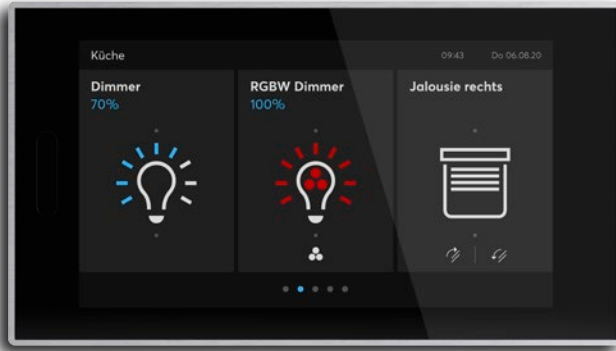 Küche
09:43 Do 06.08.20
Dimmer
70%
RGBW Dimmer
100%
Jalousie rechts